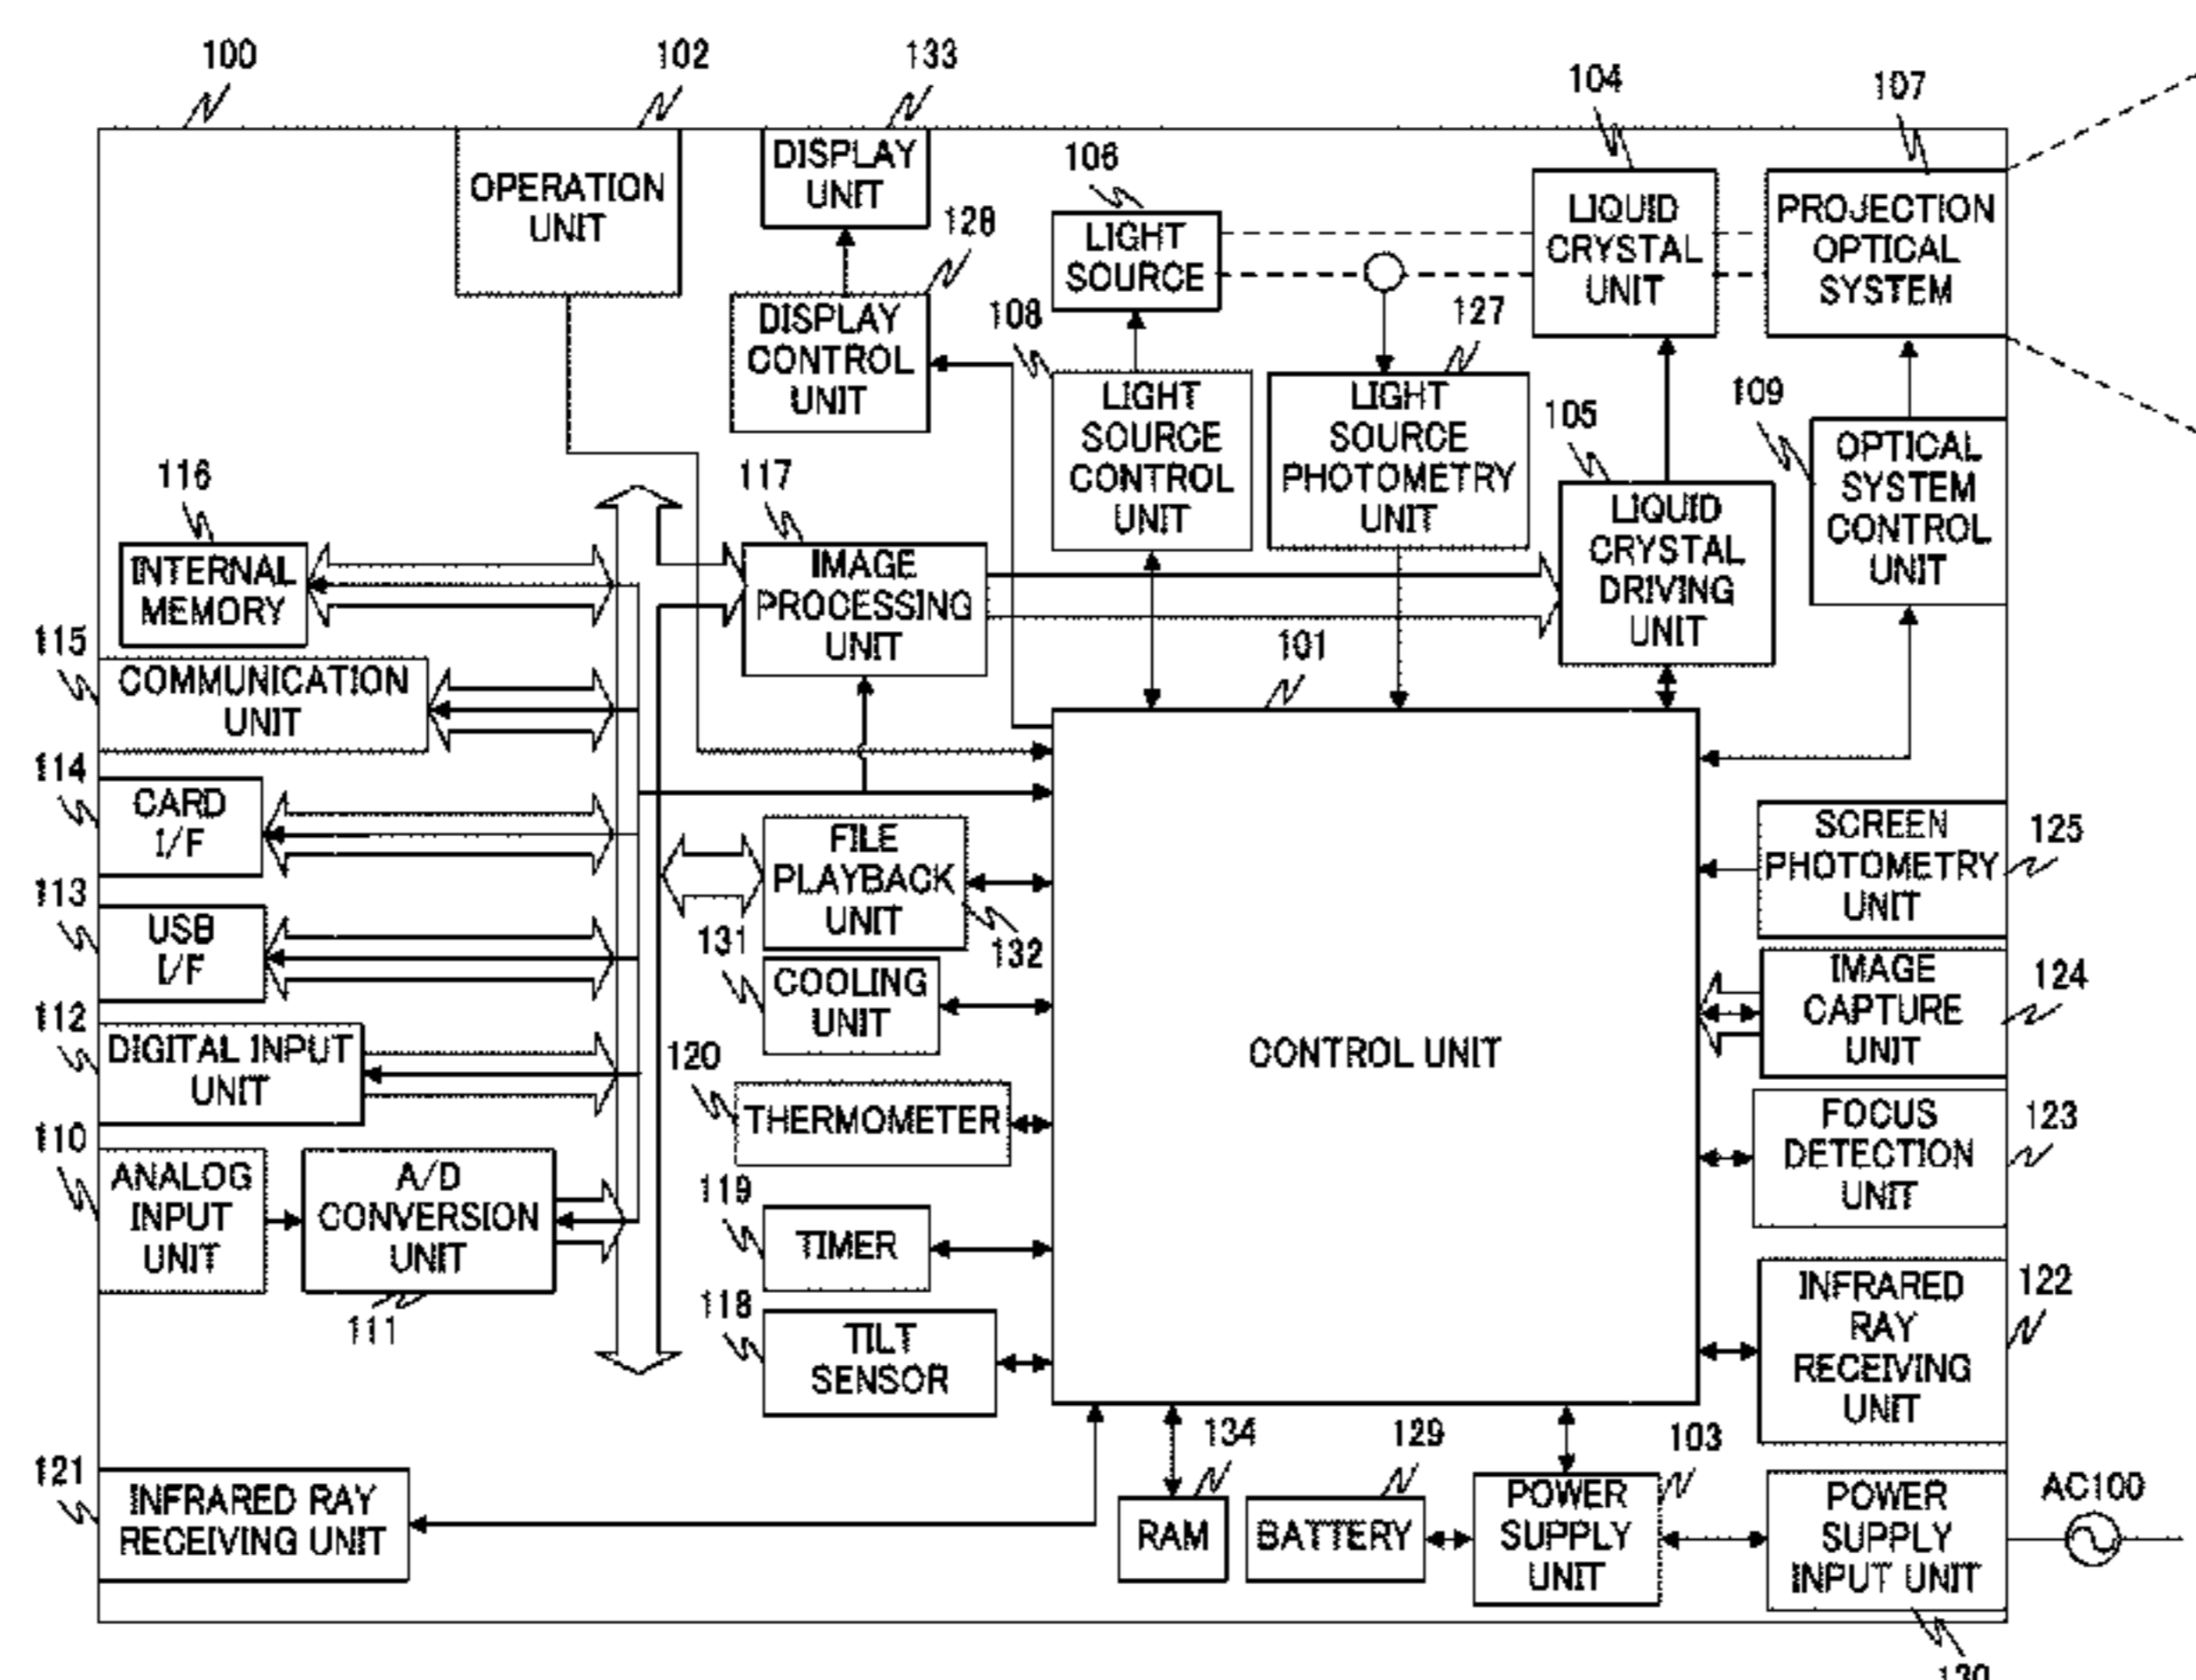 100
102
133
104
107
OPERATION
UNIT
DISPLAY
UNIT
106
LIGHT
SOURCE
LIQUID
CRYSTAL
UNIT
PROJECTION
OPTICAL
SYSTEM
128
DISPLAY
CONTROL
UNIT
108
LIGHT
SOURCE
CONTROL
UNIT
127
LIGHT
SOURCE
PHOTOMETRY
UNIT
105
LIQUID
CRYSTAL
DRIVING
UNIT
109
OPTICAL
SYSTEM
CONTROL
UNIT
116
INTERNAL
MEMORY
117
IMAGE
PROCESSING
UNIT
115
COMMUNICATION
UNIT
101
CONTROL UNIT
114
CARD
I/F
FILE
PLAYBACK
UNIT
132
SCREEN
PHOTOMETRY
UNIT
125
113
USB
I/F
131
COOLING
UNIT
IMAGE
CAPTURE
UNIT
124
112
DIGITAL INPUT
UNIT
120
THERMOMETER
FOCUS
DETECTION
UNIT
123
110
ANALOG
INPUT
UNIT
A/D
CONVERSION
UNIT
111
119
TIMER
118
TILT
SENSOR
INFRARED
RAY
RECEIVING
UNIT
122
121
INFRARED RAY
RECEIVING UNIT
134
RAM
129
BATTERY
103
POWER
SUPPLY
UNIT
POWER
SUPPLY
INPUT UNIT
AC100
130